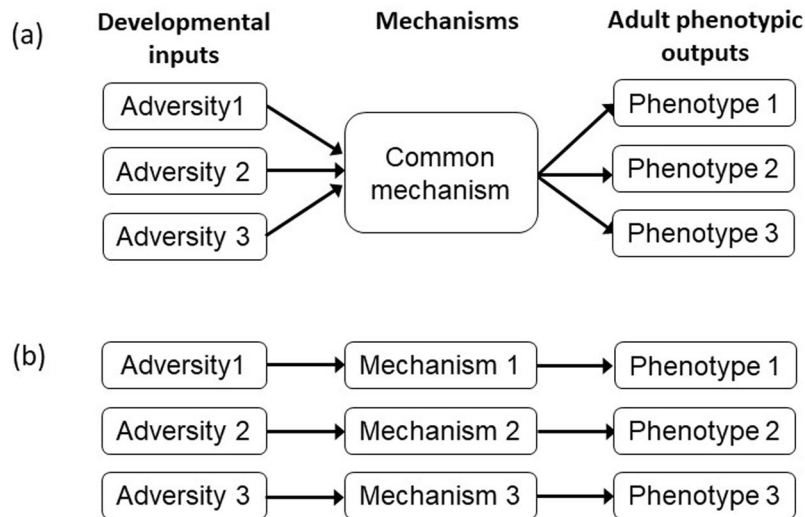 (a)
Developmental
inputs
Mechanisms
Adult phenotypic
outputs
Adversity1
Adversity 2
Adversity 3
Common
mechanism
Phenotype 1
Phenotype 2
Phenotype 3
(b)
Adversity1
Mechanism 1
Phenotype 1
Adversity 2
Mechanism 2
Phenotype 2
Adversity 3
Mechanism 3
Phenotype 3